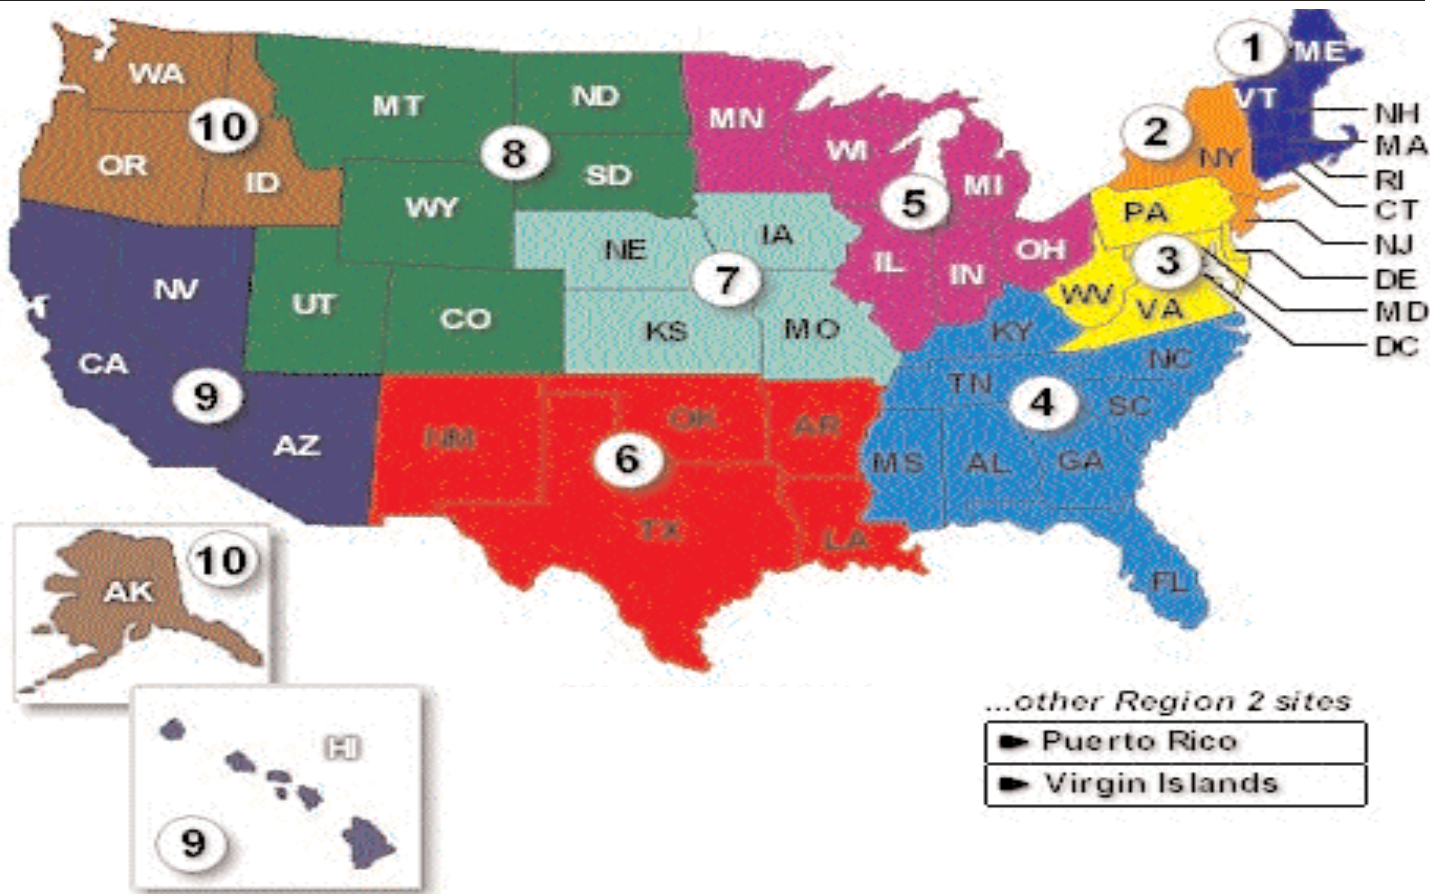 1
ME
WA
MT
ND
MN
VT
NH
2
10
8
WI
MA
OR
ID
SD
MI
NY
RI
WY
5
PA
CT
NE
IA
OH
NJ
NV
7
IL
IN
3
DE
UT
CO
KS
MO
KY
WV
VA
MD
DC
CA
NC
9
TN
4
SC
AZ
NM
OK
AR
6
MS
AL
GA
TX
LA
10
AK
FL
HI
9
...other Region 2 sites
Puerto Rico
Virgin Islands